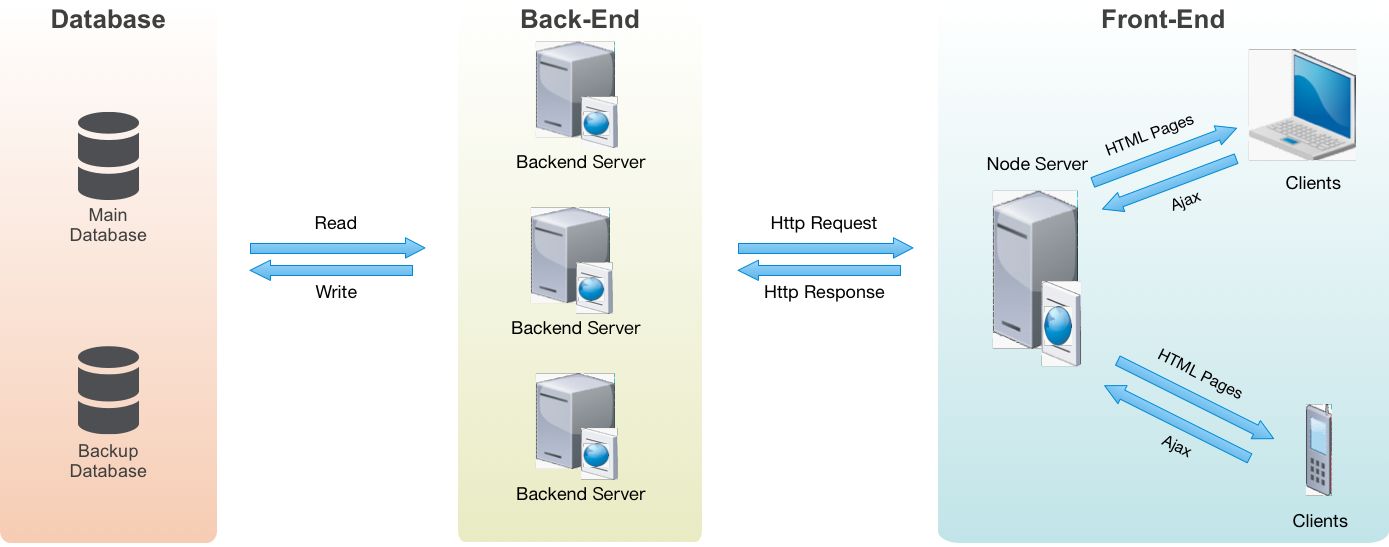 Database
Main
Database
Backup
Database
Read
Write
Back-End
Backend Server
Backend Server
Backend Server
Http Request
Http Response
Front-End
Node Server
HTML Pages
Ajax
Clients
HTML Pages
Ajax
Clients